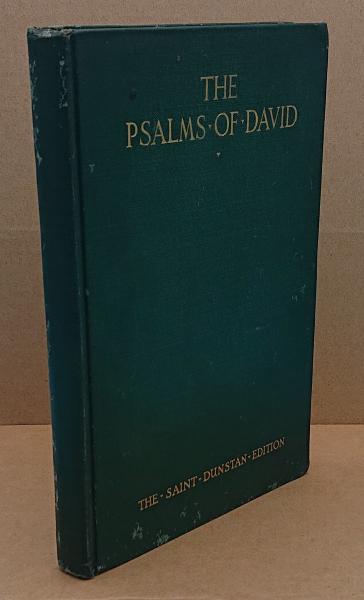 THE
PSALMS·OF·DAVID
THE-SAINT-DUNSTAN-EDITION